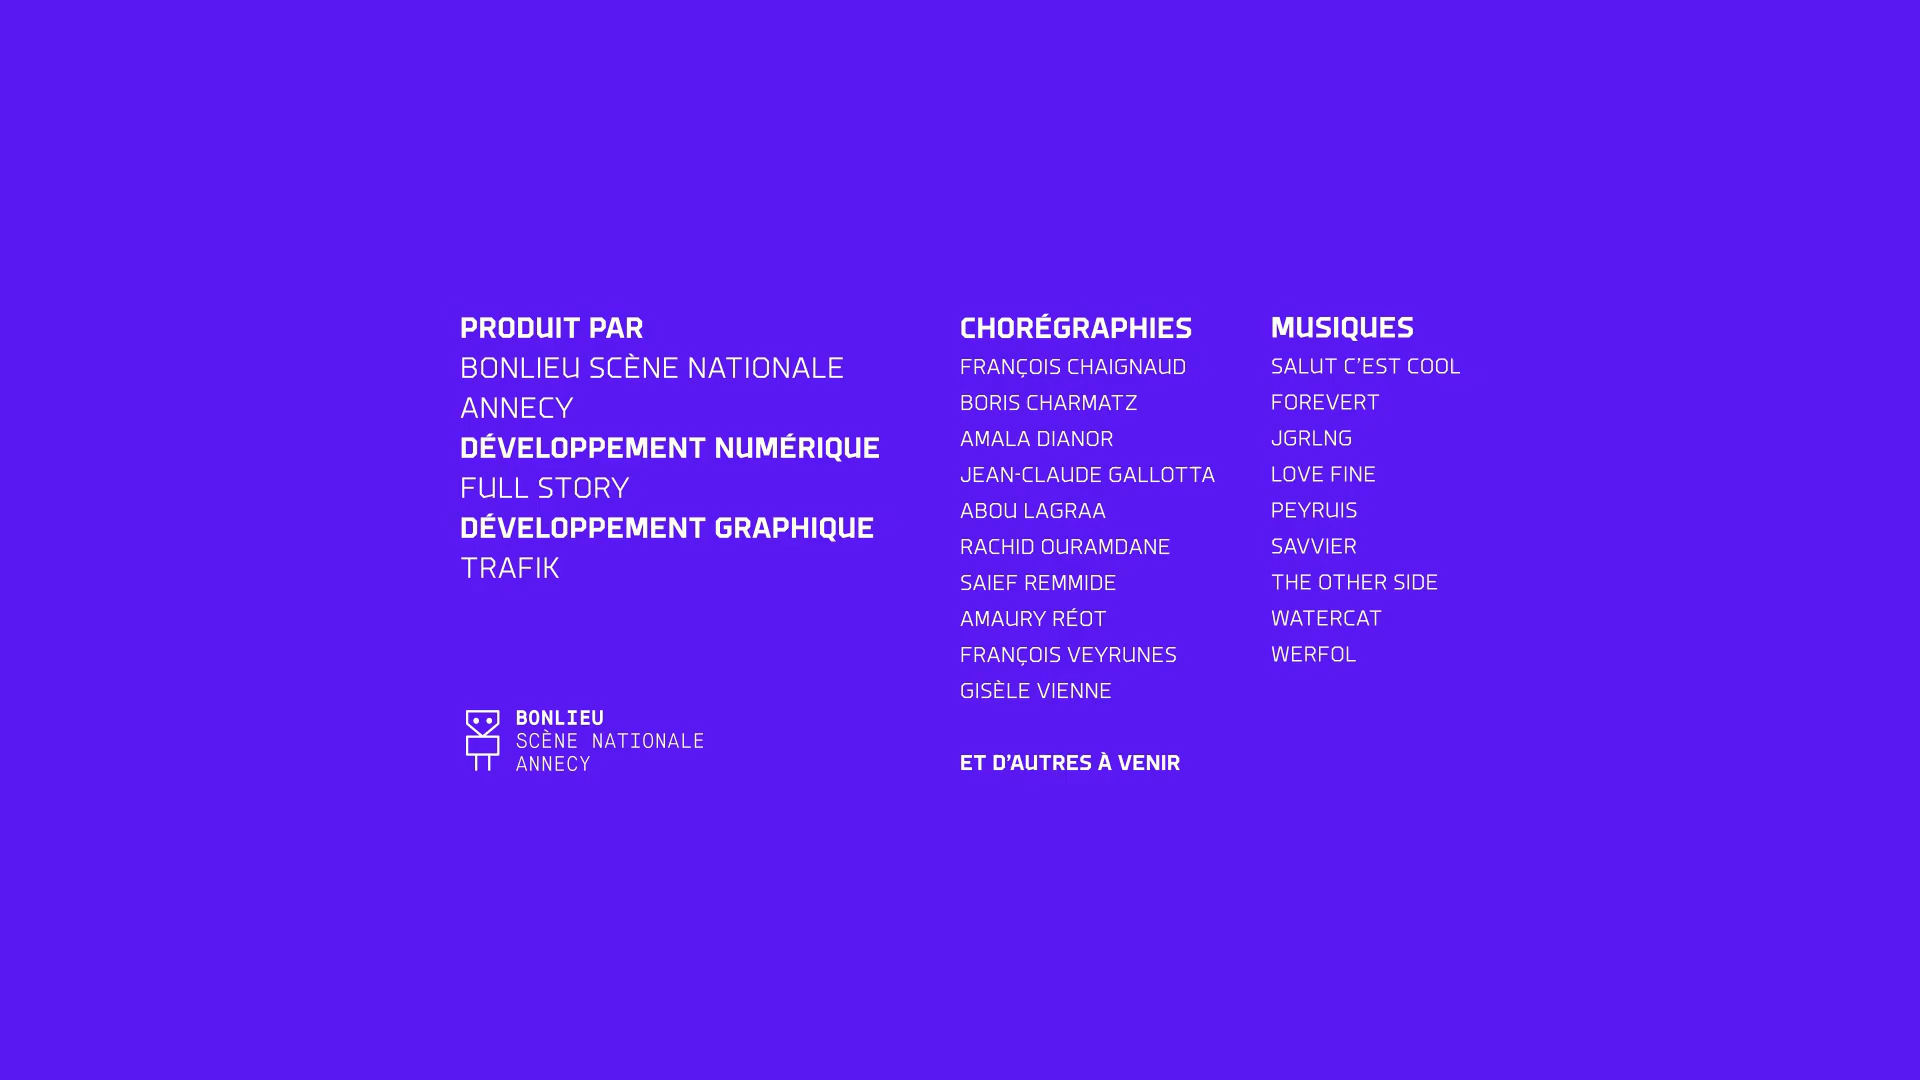 PRODUIT PAR
BONLIEU SCÈNE NATIONALE
ANNECY
DÉVELOPPEMENT NUMÉRIQUE
FULL STORY
DÉVELOPPEMENT GRAPHIQUE
TRAFIK
BONLIEU
SCÈNE NATIONALE
ANNECY
CHORÉGRAPHIES
FRANÇOIS CHAIGNAUD
BORIS CHARMATZ
AMALA DIANOR
JEAN-CLAUDE GALLOTTA
ABOU LAGRAA
RACHID OURAMDANE
SAIEF REMMIDE
AMAURY RÉOT
FRANÇOIS VEYRUNES
GISÈLE VIENNE
ET D’AUTRES À VENIR
MUSIQUES
SALUT C’EST COOL
FOREVERT
JGRLNG
LOVE FINE
PEYRUIS
SAVVIER
THE OTHER SIDE
WATERCAT
WERFOL